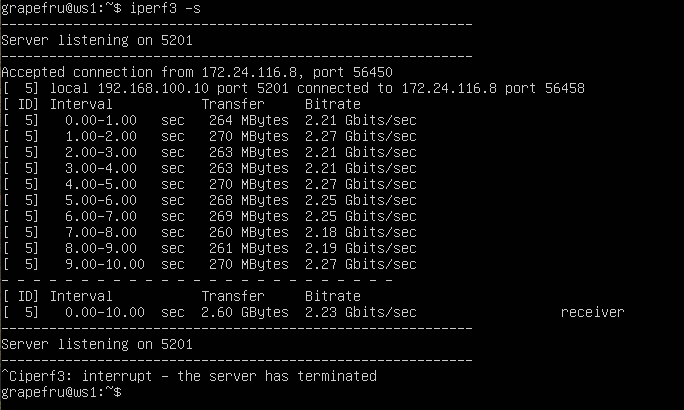 grapefru@ws1:~$ iperf3 -s
-----------------------------------------------------------
Server listening on 5201
-----------------------------------------------------------
Accepted connection from 172.24.116.8, port 56450
[  5] local 192.168.100.10 port 5201 connected to 172.24.116.8 port 56458
[ ID] Interval           Transfer     Bitrate
[  5]   0.00-1.00   sec   264 MBytes  2.21 Gbits/sec
[  5]   1.00-2.00   sec   270 MBytes  2.27 Gbits/sec
[  5]   2.00-3.00   sec   263 MBytes  2.21 Gbits/sec
[  5]   3.00-4.00   sec   263 MBytes  2.21 Gbits/sec
[  5]   4.00-5.00   sec   270 MBytes  2.27 Gbits/sec
[  5]   5.00-6.00   sec   268 MBytes  2.25 Gbits/sec
[  5]   6.00-7.00   sec   269 MBytes  2.25 Gbits/sec
[  5]   7.00-8.00   sec   260 MBytes  2.18 Gbits/sec
[  5]   8.00-9.00   sec   261 MBytes  2.19 Gbits/sec
[  5]   9.00-10.00  sec   270 MBytes  2.27 Gbits/sec
- - - - - - - - - - - - - - - - - - - - - - - - -
[ ID] Interval           Transfer     Bitrate
[  5]   0.00-10.00  sec  2.60 GBytes  2.23 Gbits/sec                  receiver
-----------------------------------------------------------
Server listening on 5201
-----------------------------------------------------------
^Ciperf3: interrupt - the server has terminated
grapefru@ws1:~$